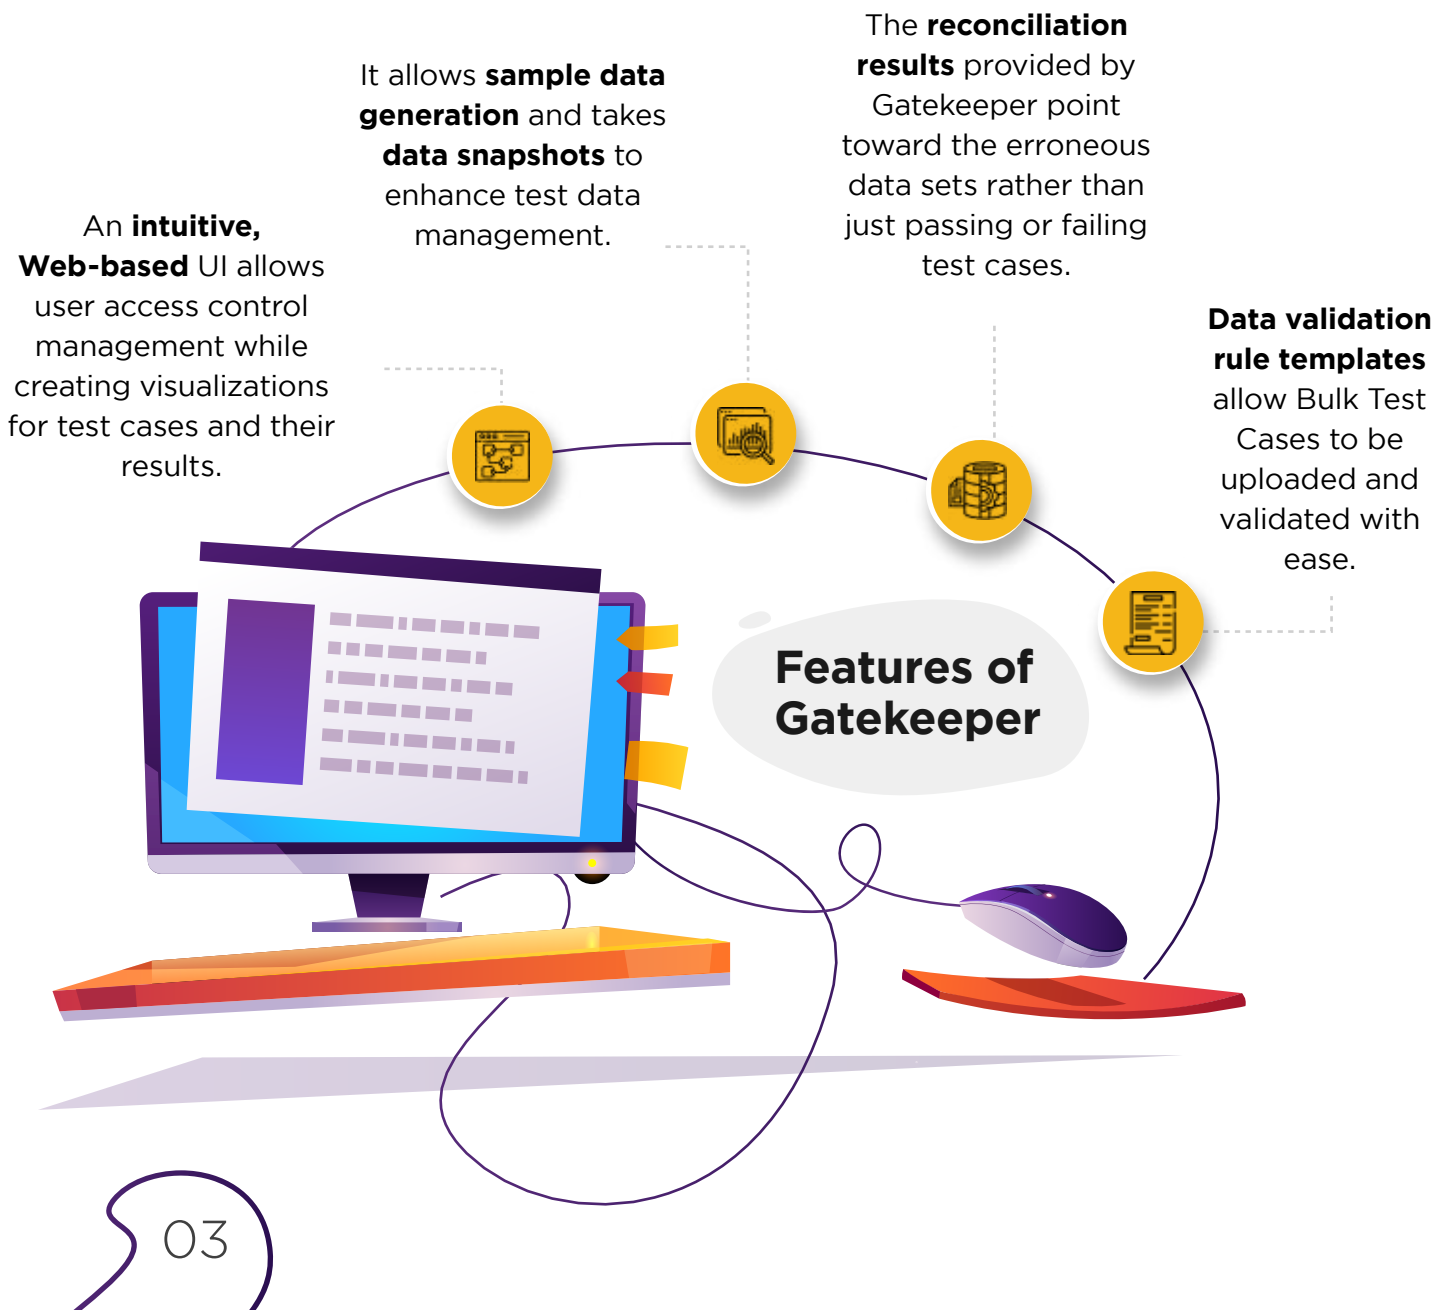 An intuitive,
Web-based UI allows
user access control
management while
creating visualizations
for test cases and their
results.
It allows sample data
generation and takes
data snapshots to
enhance test data
management.
The reconciliation
results provided by
Gatekeeper point
toward the erroneous
data sets rather than
just passing or failing
test cases.
Data validation
rule templates
allow Bulk Test
Cases to be
uploaded and
validated with
ease.
Features of
Gatekeeper
03